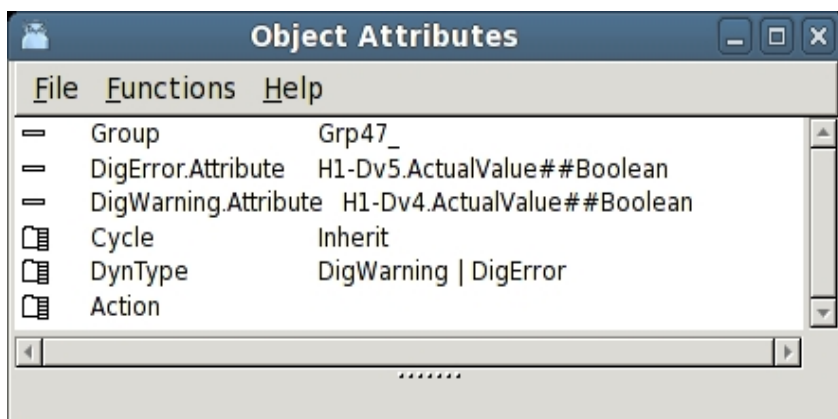 Object Attributes
File Functions Help
Group Grp47_
DigError.Attribute H1-Dv5.ActualValue##Boolean
DigWarning.Attribute H1-Dv4.ActualValue##Boolean
Cycle Inherit
DynType DigWarning | DigError
Action